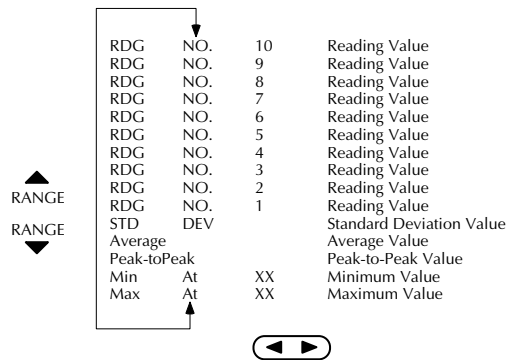 RDG NO. 10 Reading Value
RDG NO. 9 Reading Value
RDG NO. 8 Reading Value
RDG NO. 7 Reading Value
RDG NO. 6 Reading Value
RDG NO. 5 Reading Value
RDG NO. 4 Reading Value
RDG NO. 3 Reading Value
RDG NO. 2 Reading Value
RDG NO. 1 Reading Value
STD DEV Standard Deviation Value
Average Average Value
Peak-toPeak Peak-to-Peak Value
Min At XX Minimum Value
Max At XX Maximum Value
RANGE
RANGE